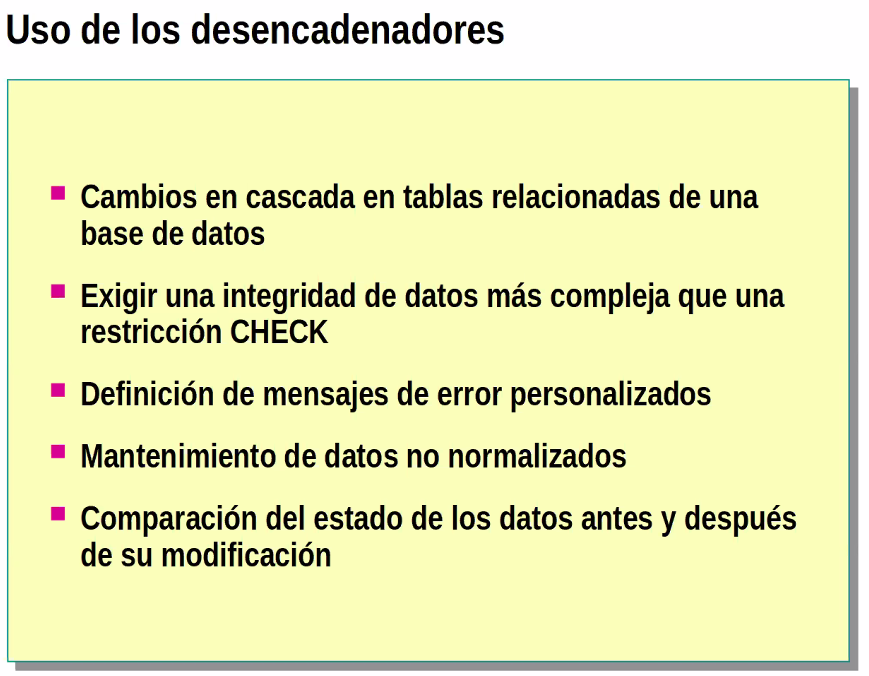 Uso de los desencadenadores
Cambios en cascada en tablas relacionadas de una
base de datos
Exigir una integridad de datos más compleja que una
restricción CHECK
Definición de mensajes de error personalizados
Mantenimiento de datos no normalizados
Comparación del estado de los datos antes y después
de su modificación